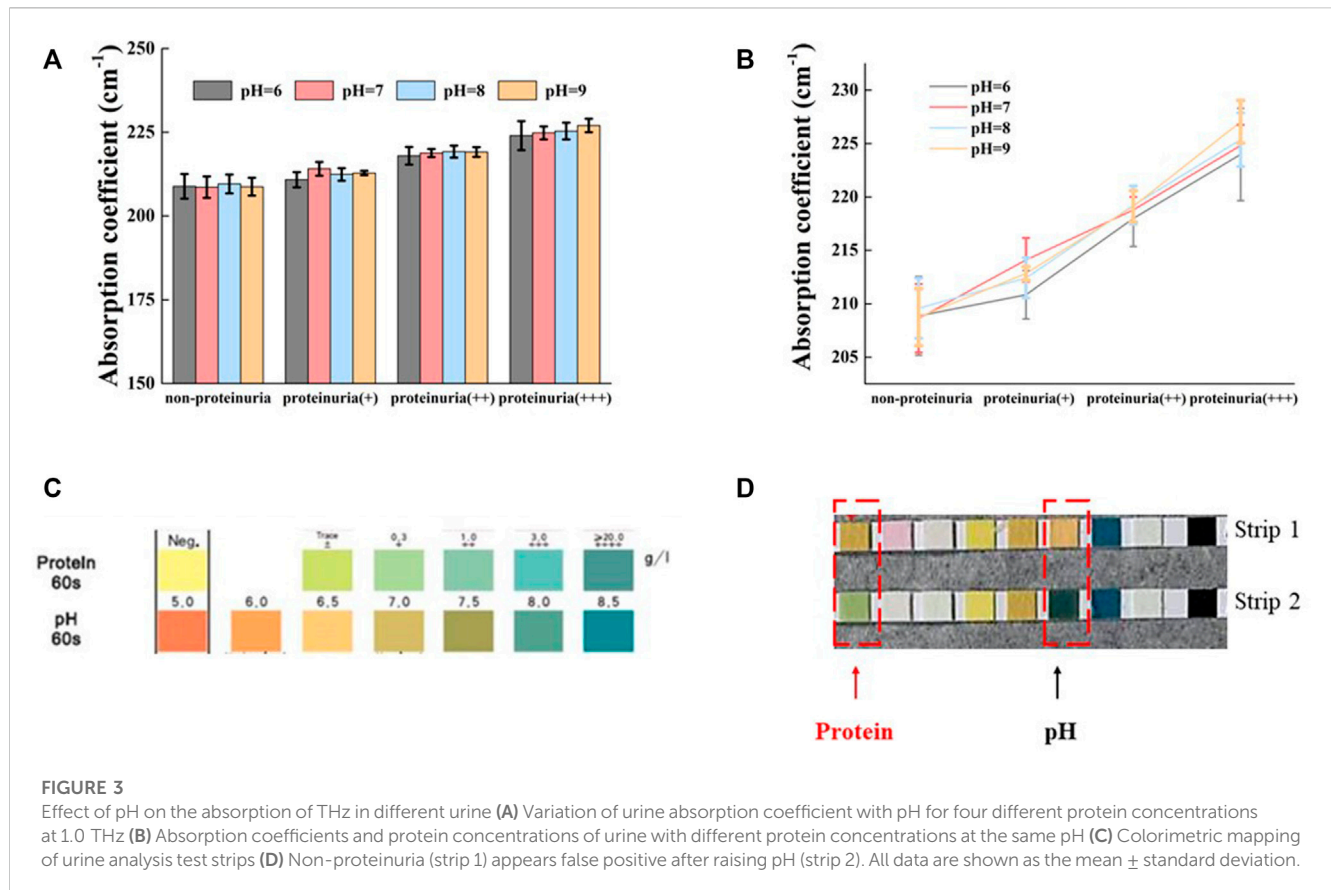 A
250
225
200
175
150
Absorption coefficient (cm⁻¹)
pH=6 pH=7 pH=8 pH=9
non-proteinuria proteinuria(+) proteinuria(++) proteinuria(+++)
B
230
225
220
215
210
205
Absorption coefficient (cm⁻¹)
pH=6
pH=7
pH=8
pH=9
non-proteinuria proteinuria(+) proteinuria(++) proteinuria(+++)
C
Neg. Trace 0,3 1.0 3.0 ≥20.0
± + ++ +++ ++++
Protein
60s
g/l
5.0 6.0 6.5 7.0 7.5 8.0 8.5
pH
60s
D
Strip 1
Strip 2
Protein pH
FIGURE 3
Effect of pH on the absorption of THz in different urine (A) Variation of urine absorption coefficient with pH for four different protein concentrations
at 1.0 THz (B) Absorption coefficients and protein concentrations of urine with different protein concentrations at the same pH (C) Colorimetric mapping
of urine analysis test strips (D) Non-proteinuria (strip 1) appears false positive after raising pH (strip 2). All data are shown as the mean ± standard deviation.